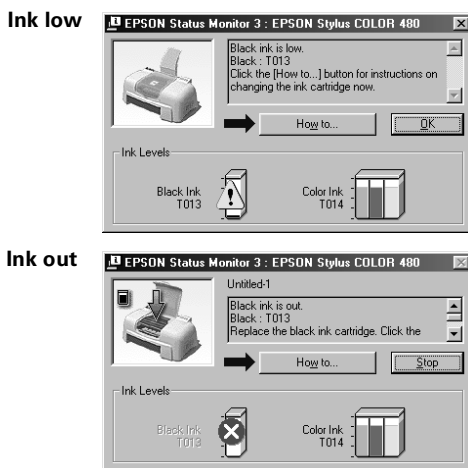 Ink low
EPSON Status Monitor 3 : EPSON Stylus COLOR 480
Black ink is low.
Black : T013
Click the [How to...] button for instructions on
changing the ink cartridge now.
How to...
OK
Ink Levels
Black Ink
T013
Color Ink
T014
Ink out
EPSON Status Monitor 3 : EPSON Stylus COLOR 480
Untitled-1
Black ink is out.
Black : T013
Replace the black ink cartridge. Click the
How to...
Stop
Ink Levels
Black Ink
T013
Color Ink
T014